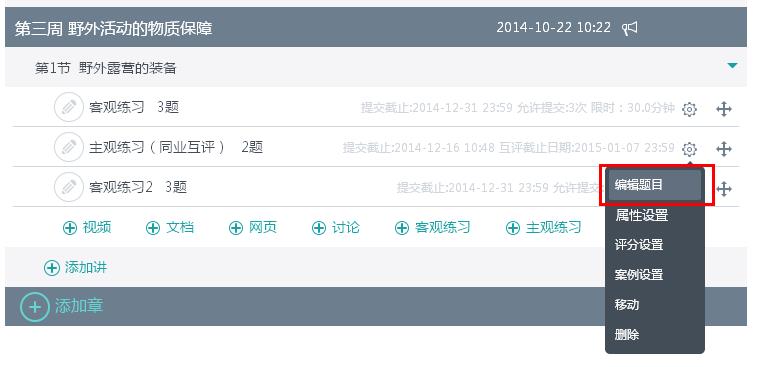 第三周 野外活动的物质保障 2014-10-22 10:22
第1节 野外露营的装备
客观练习 3题 提交截止:2014-12-31 23:59 允许提交:3次 限时：30.0分钟
主观练习（同业互评） 2题 提交截止:2014-12-16 10:48 互评截止日期:2015-01-07 23:59
客观练习2 3题 提交截止:2014-12-31 23:59 允许提交:
编辑题目
属性设置
视频 文档 网页 讨论 客观练习 主观练习
评分设置
添加讲
案例设置
添加章
移动
删除